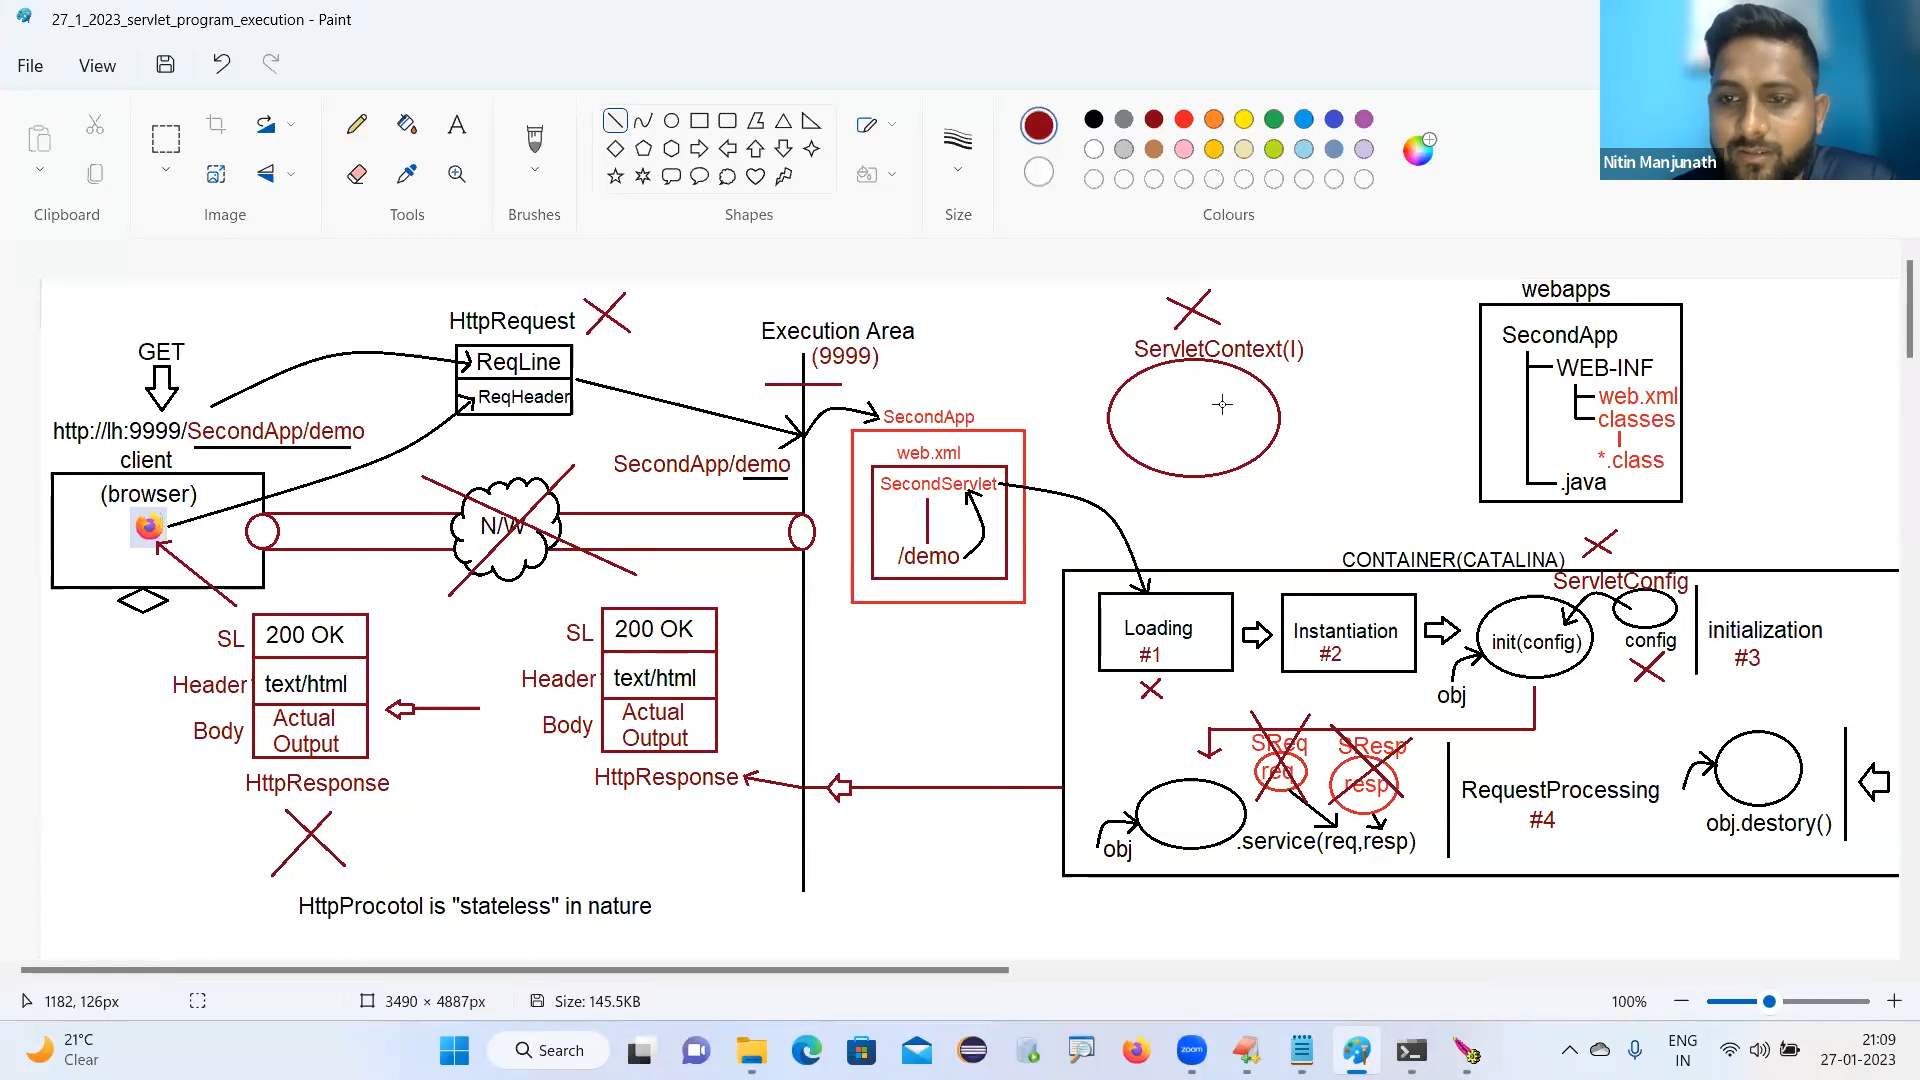 27_1_2023_servlet_program_execution - Paint
File
View
Clipboard
Image
Tools
Brushes
Shapes
Size
Colours
Nitin Manjunath
webapps
SecondApp
WEB-INF
web.xml
classes
*.class
.java
HttpRequest
ReqLine
ReqHeader
GET
http://lh:9999/SecondApp/demo
client
(browser)
Execution Area
(9999)
SecondApp/demo
N/W
SecondApp
web.xml
SecondServlet
/demo
ServletContext(I)
CONTAINER(CATALINA)
ServletConfig
Loading
#1
Instantiation
#2
init(config)
config
obj
initialization
#3
SL
200 OK
Header
text/html
Body
Actual
Output
HttpResponse
SL
200 OK
Header
text/html
Body
Actual
Output
HttpResponse
SReq
req
SResp
resp
obj
.service(req,resp)
RequestProcessing
#4
obj.destory()
HttpProcotol is "stateless" in nature
1182, 126px
3490 × 4887px
Size: 145.5KB
100%
21°C
Clear
Search
zoom
ENG
IN
21:09
27-01-2023